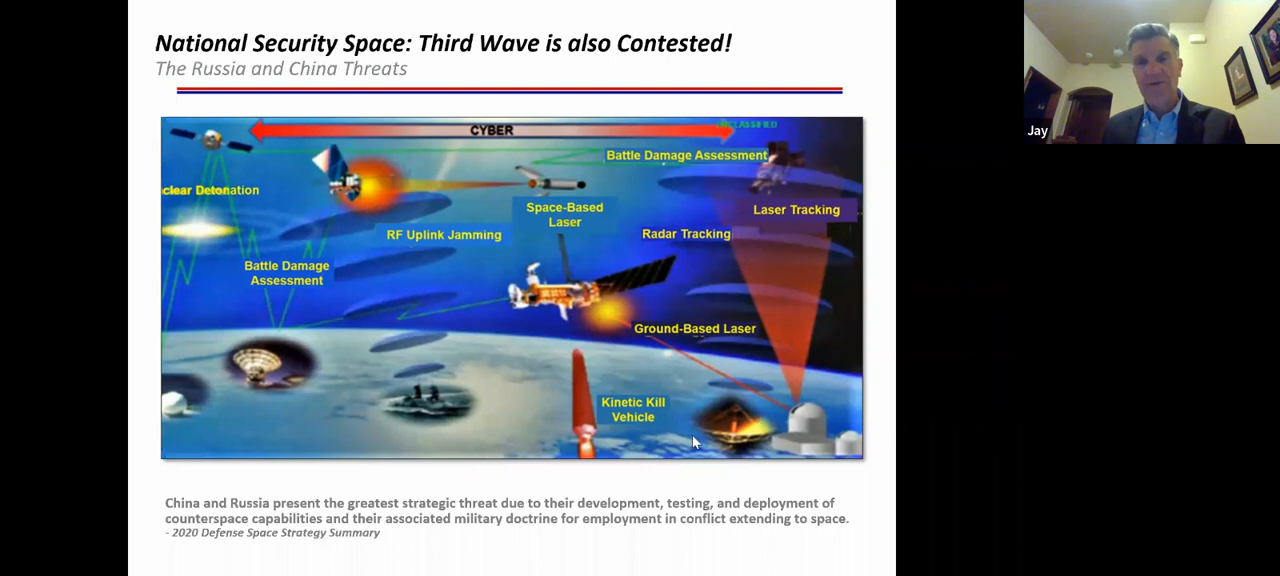 National Security Space: Third Wave is also Contested!
The Russia and China Threats
Jay
CYBER
UNCLASSIFIED
Battle Damage Assessment
clear Detonation
Space-Based
Laser
Laser Tracking
RF Uplink Jamming
Radar Tracking
Battle Damage
Assessment
Ground-Based Laser
Kinetic Kill
Vehicle
China and Russia present the greatest strategic threat due to their development, testing, and deployment of
counterspace capabilities and their associated military doctrine for employment in conflict extending to space.
- 2020 Defense Space Strategy Summary